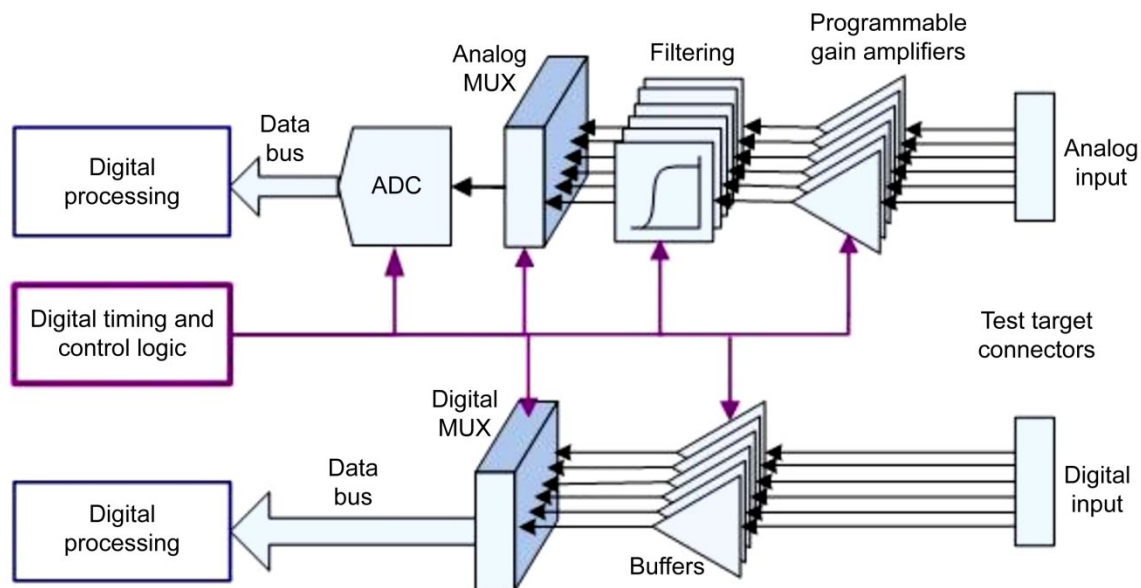 Programmable
gain amplifiers
Analog
MUX
Filtering
Data
bus
Digital
processing
ADC
Analog
input
Digital timing and
control logic
Test target
connectors
Digital
MUX
Data
bus
Digital
processing
Buffers
Digital
input